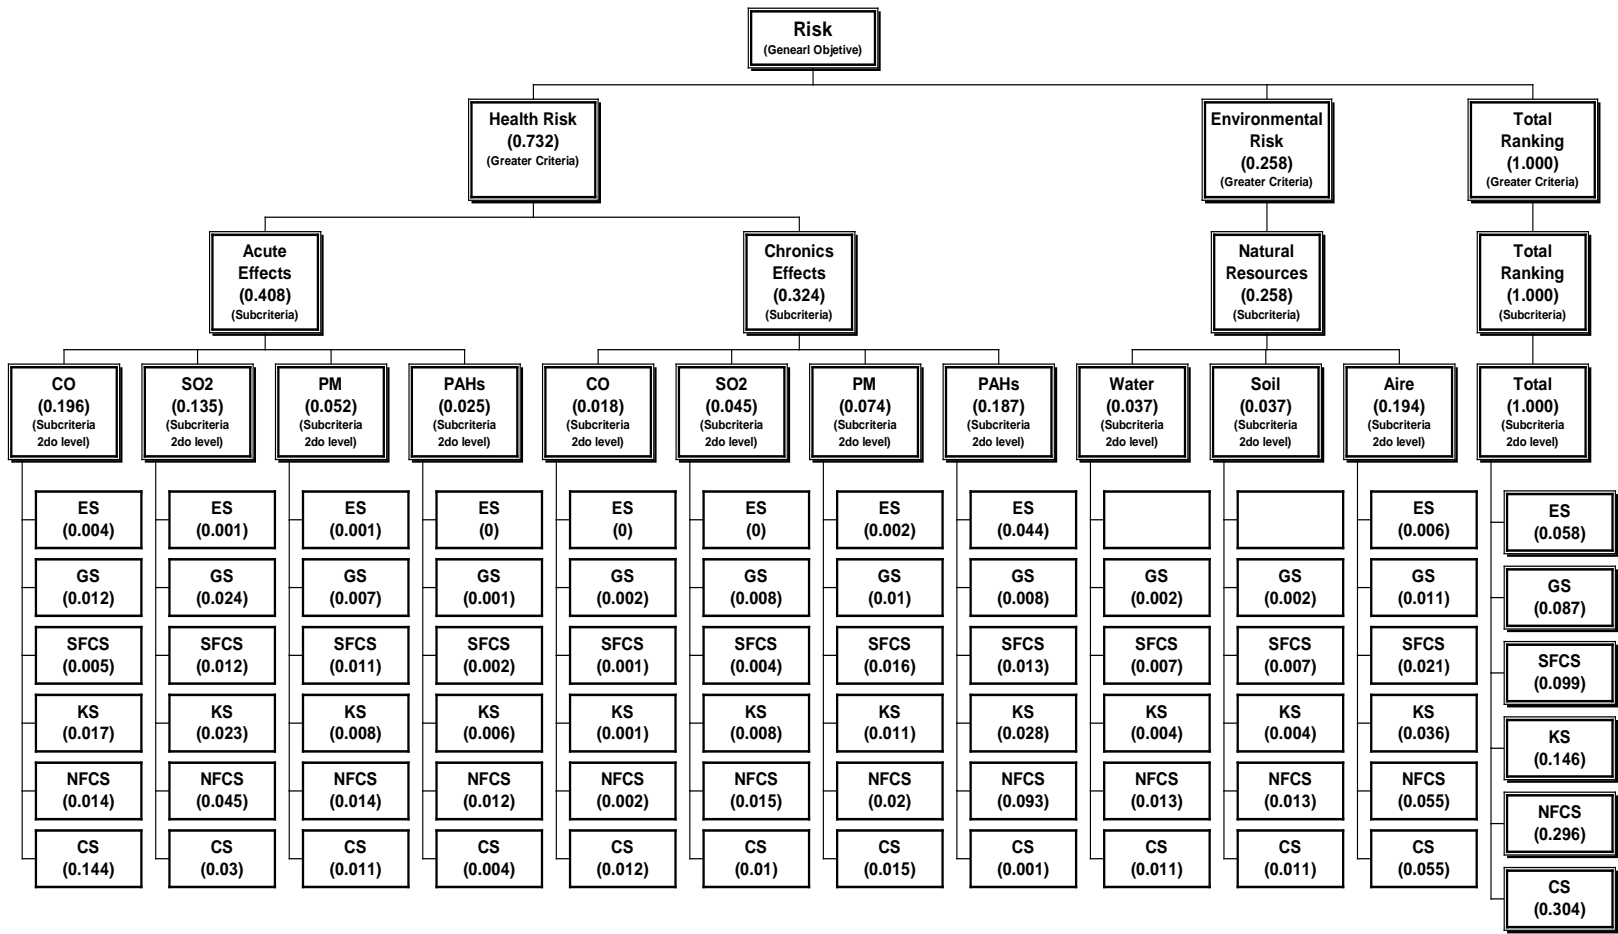 Risk
(Genearl Objetive)
Health Risk
(0.732)
(Greater Criteria)
Environmental
Risk
(0.258)
(Greater Criteria)
Total
Ranking
(1.000)
(Greater Criteria)
Acute
Effects
(0.408)
(Subcriteria)
Chronics
Effects
(0.324)
(Subcriteria)
Natural
Resources
(0.258)
(Subcriteria)
Total
Ranking
(1.000)
(Subcriteria)
CO
(0.196)
(Subcriteria
2do level)
SO2
(0.135)
(Subcriteria
2do level)
PM
(0.052)
(Subcriteria
2do level)
PAHs
(0.025)
(Subcriteria
2do level)
CO
(0.018)
(Subcriteria
2do level)
SO2
(0.045)
(Subcriteria
2do level)
PM
(0.074)
(Subcriteria
2do level)
PAHs
(0.187)
(Subcriteria
2do level)
Water
(0.037)
(Subcriteria
2do level)
Soil
(0.037)
(Subcriteria
2do level)
Aire
(0.194)
(Subcriteria
2do level)
Total
(1.000)
(Subcriteria
2do level)
ES
(0.004)
GS
(0.012)
SFCS
(0.005)
KS
(0.017)
NFCS
(0.014)
CS
(0.144)
ES
(0.001)
GS
(0.024)
SFCS
(0.012)
KS
(0.023)
NFCS
(0.045)
CS
(0.03)
ES
(0.001)
GS
(0.007)
SFCS
(0.011)
KS
(0.008)
NFCS
(0.014)
CS
(0.011)
ES
(0)
GS
(0.001)
SFCS
(0.002)
KS
(0.006)
NFCS
(0.012)
CS
(0.004)
ES
(0)
GS
(0.002)
SFCS
(0.001)
KS
(0.001)
NFCS
(0.002)
CS
(0.012)
ES
(0)
GS
(0.008)
SFCS
(0.004)
KS
(0.008)
NFCS
(0.015)
CS
(0.01)
ES
(0.002)
GS
(0.01)
SFCS
(0.016)
KS
(0.011)
NFCS
(0.02)
CS
(0.015)
ES
(0.044)
GS
(0.008)
SFCS
(0.013)
KS
(0.028)
NFCS
(0.093)
CS
(0.001)
GS
(0.002)
SFCS
(0.007)
KS
(0.004)
NFCS
(0.013)
CS
(0.011)
GS
(0.002)
SFCS
(0.007)
KS
(0.004)
NFCS
(0.013)
CS
(0.011)
ES
(0.006)
GS
(0.011)
SFCS
(0.021)
KS
(0.036)
NFCS
(0.055)
CS
(0.055)
ES
(0.058)
GS
(0.087)
SFCS
(0.099)
KS
(0.146)
NFCS
(0.296)
CS
(0.304)